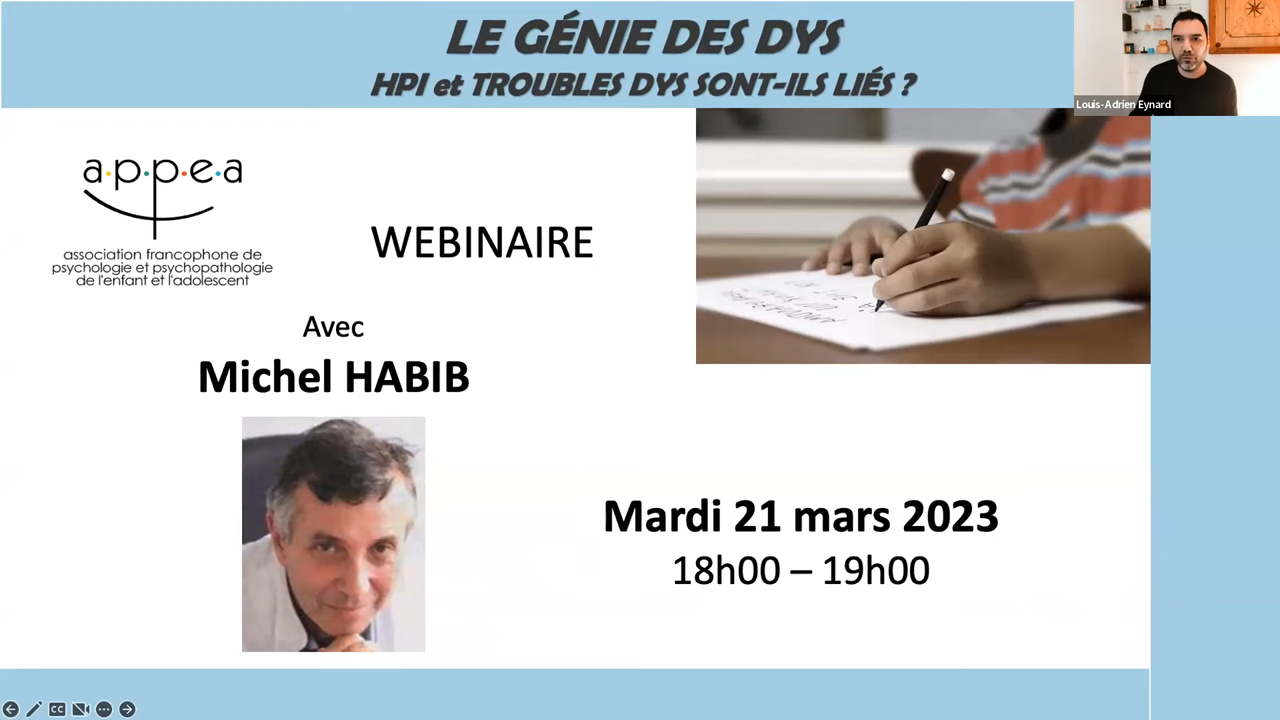 LE GÉNIE DES DYS
HPI et TROUBLES DYS SONT-ILS LIÉS ?
Louis-Adrien Eynard
a·p·p·e·a
association francophone de
psychologie et psychopathologie
de l'enfant et l'adolescent
WEBINAIRE
Avec
Michel HABIB
Mardi 21 mars 2023
18h00 – 19h00
CC